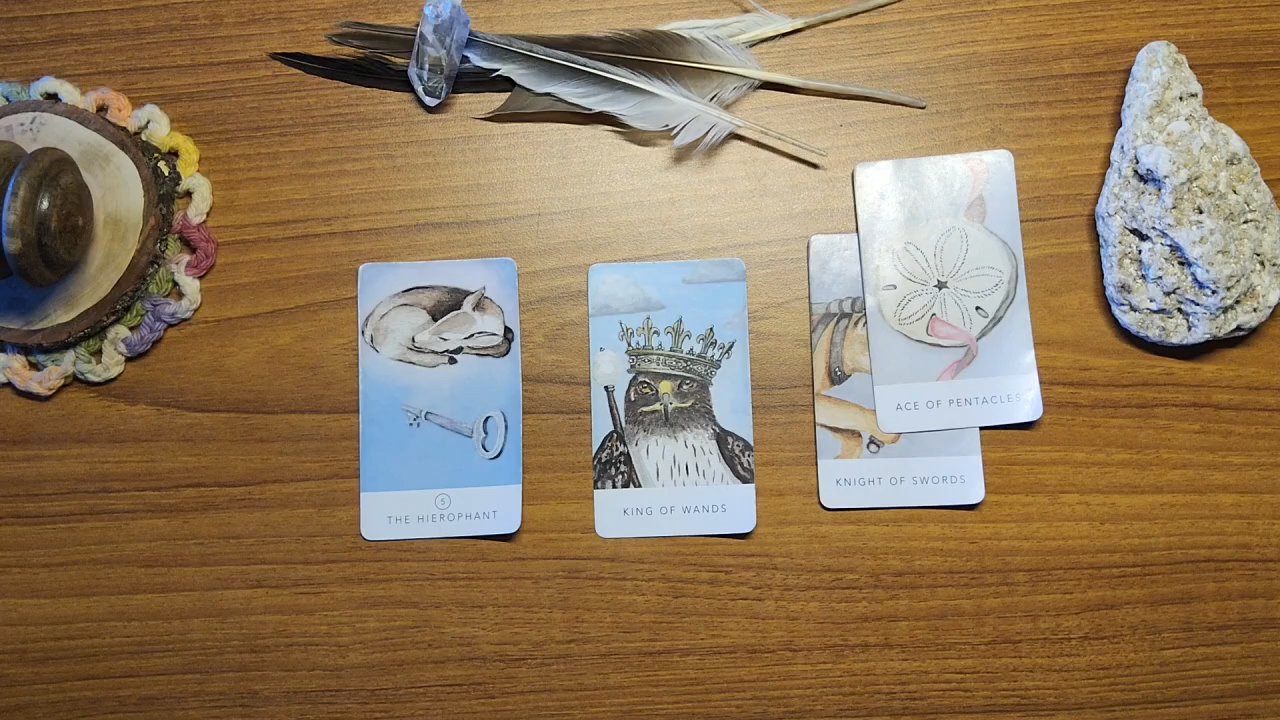 5
THE HIEROPHANT
KING OF WANDS
KNIGHT OF SWORDS
ACE OF PENTACLES